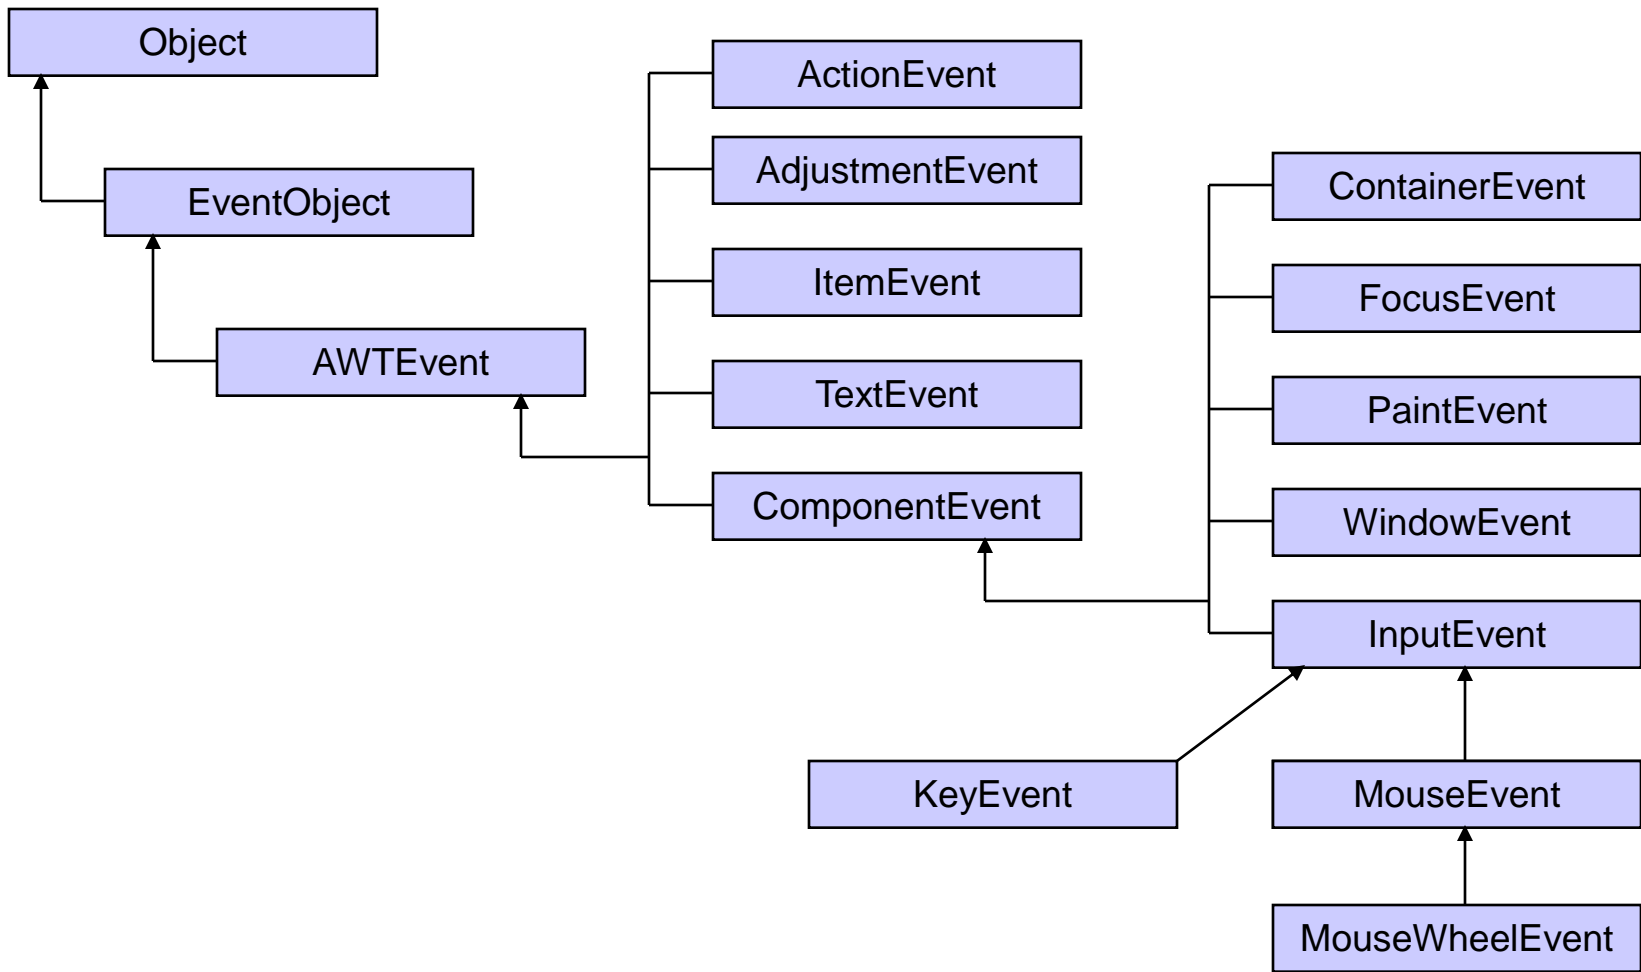 Object
EventObject
AWTEvent
ActionEvent
AdjustmentEvent
ItemEvent
TextEvent
ComponentEvent
ContainerEvent
FocusEvent
PaintEvent
WindowEvent
InputEvent
KeyEvent
MouseEvent
MouseWheelEvent